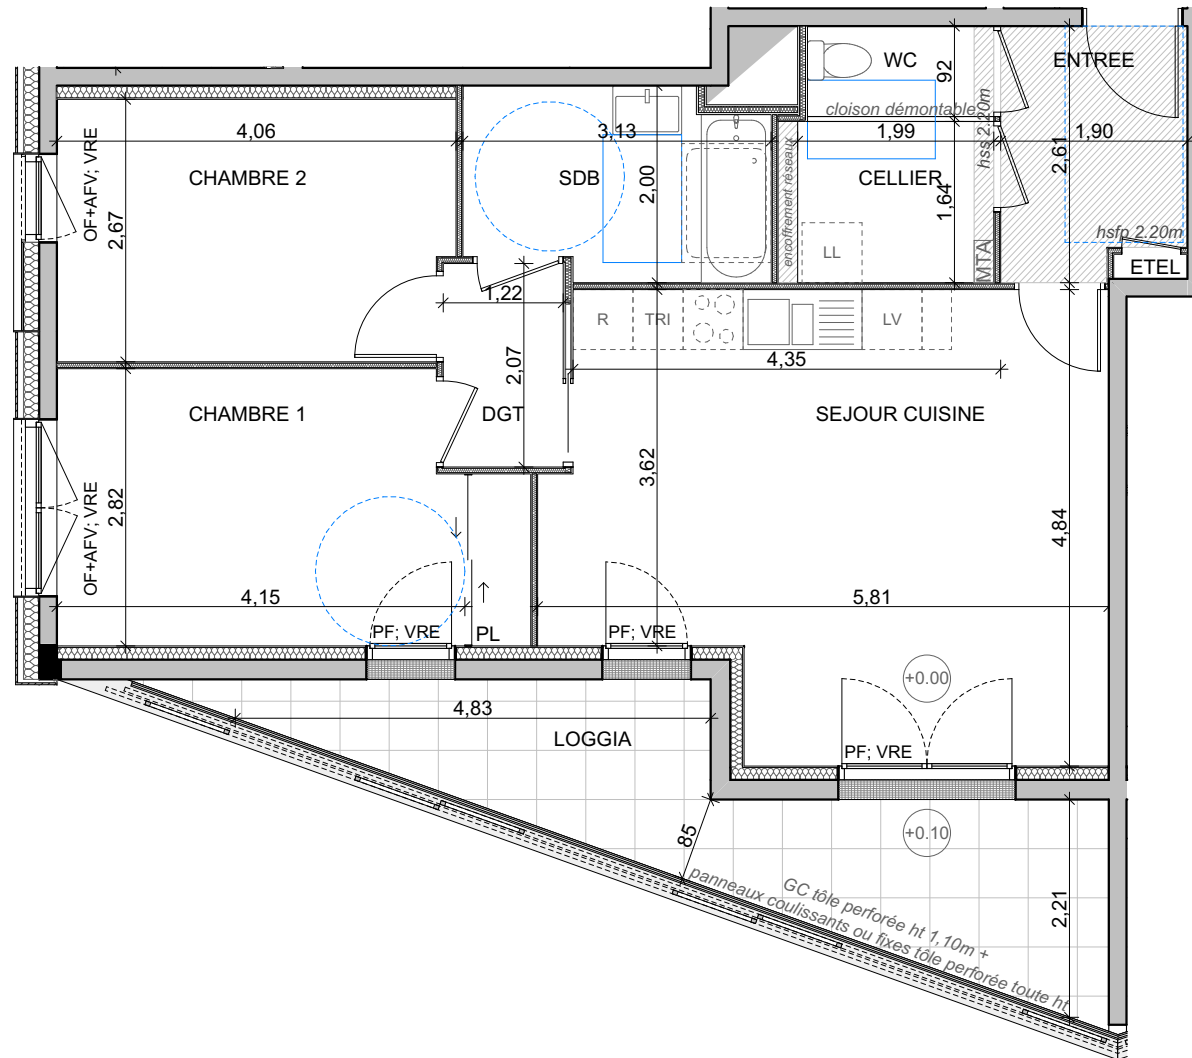 WC
ENTREE
92
cloison démontable
hss 2.20m
4,06
3,13
1,99
1,90
OF+AFV; VRE
CHAMBRE 2
SDB
2,00
encoffrement réseaux
CELLIER
1,64
2,61
2,67
hsfp 2.20m
LL
MTA
ETEL
1,22
R
TRI
LV
2,07
4,35
CHAMBRE 1
DGT
SEJOUR CUISINE
3,62
OF+AFV; VRE
2,82
4,84
4,15
5,81
PF; VRE
PL
PF; VRE
+0.00
4,83
LOGGIA
PF; VRE
85
+0.10
GC tôle perforée ht 1,10m +
panneaux coulissants ou fixes tôle perforée toute ht
2,21